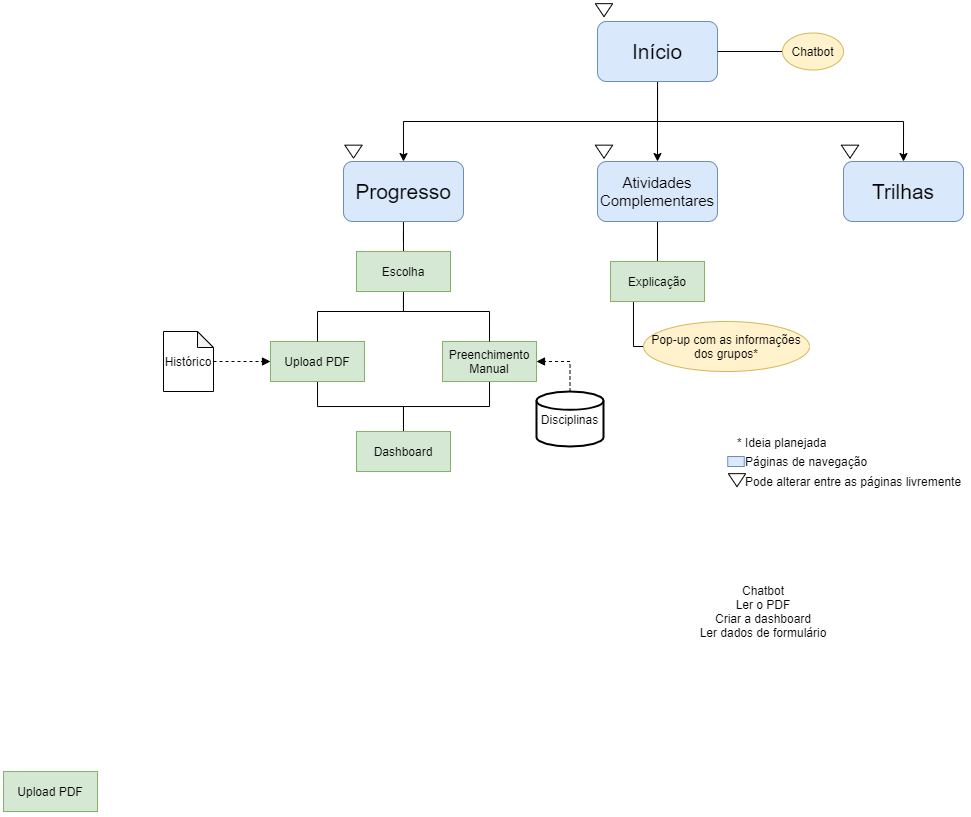 Início
Chatbot
Progresso
Atividades
Complementares
Trilhas
Escolha
Explicação
Histórico
Upload PDF
Preenchimento
Manual
Pop-up com as informações
dos grupos*
Disciplinas
Dashboard
* Ideia planejada
Páginas de navegação
Pode alterar entre as páginas livremente
Chatbot
Ler o PDF
Criar a dashboard
Ler dados de formulário
Upload PDF